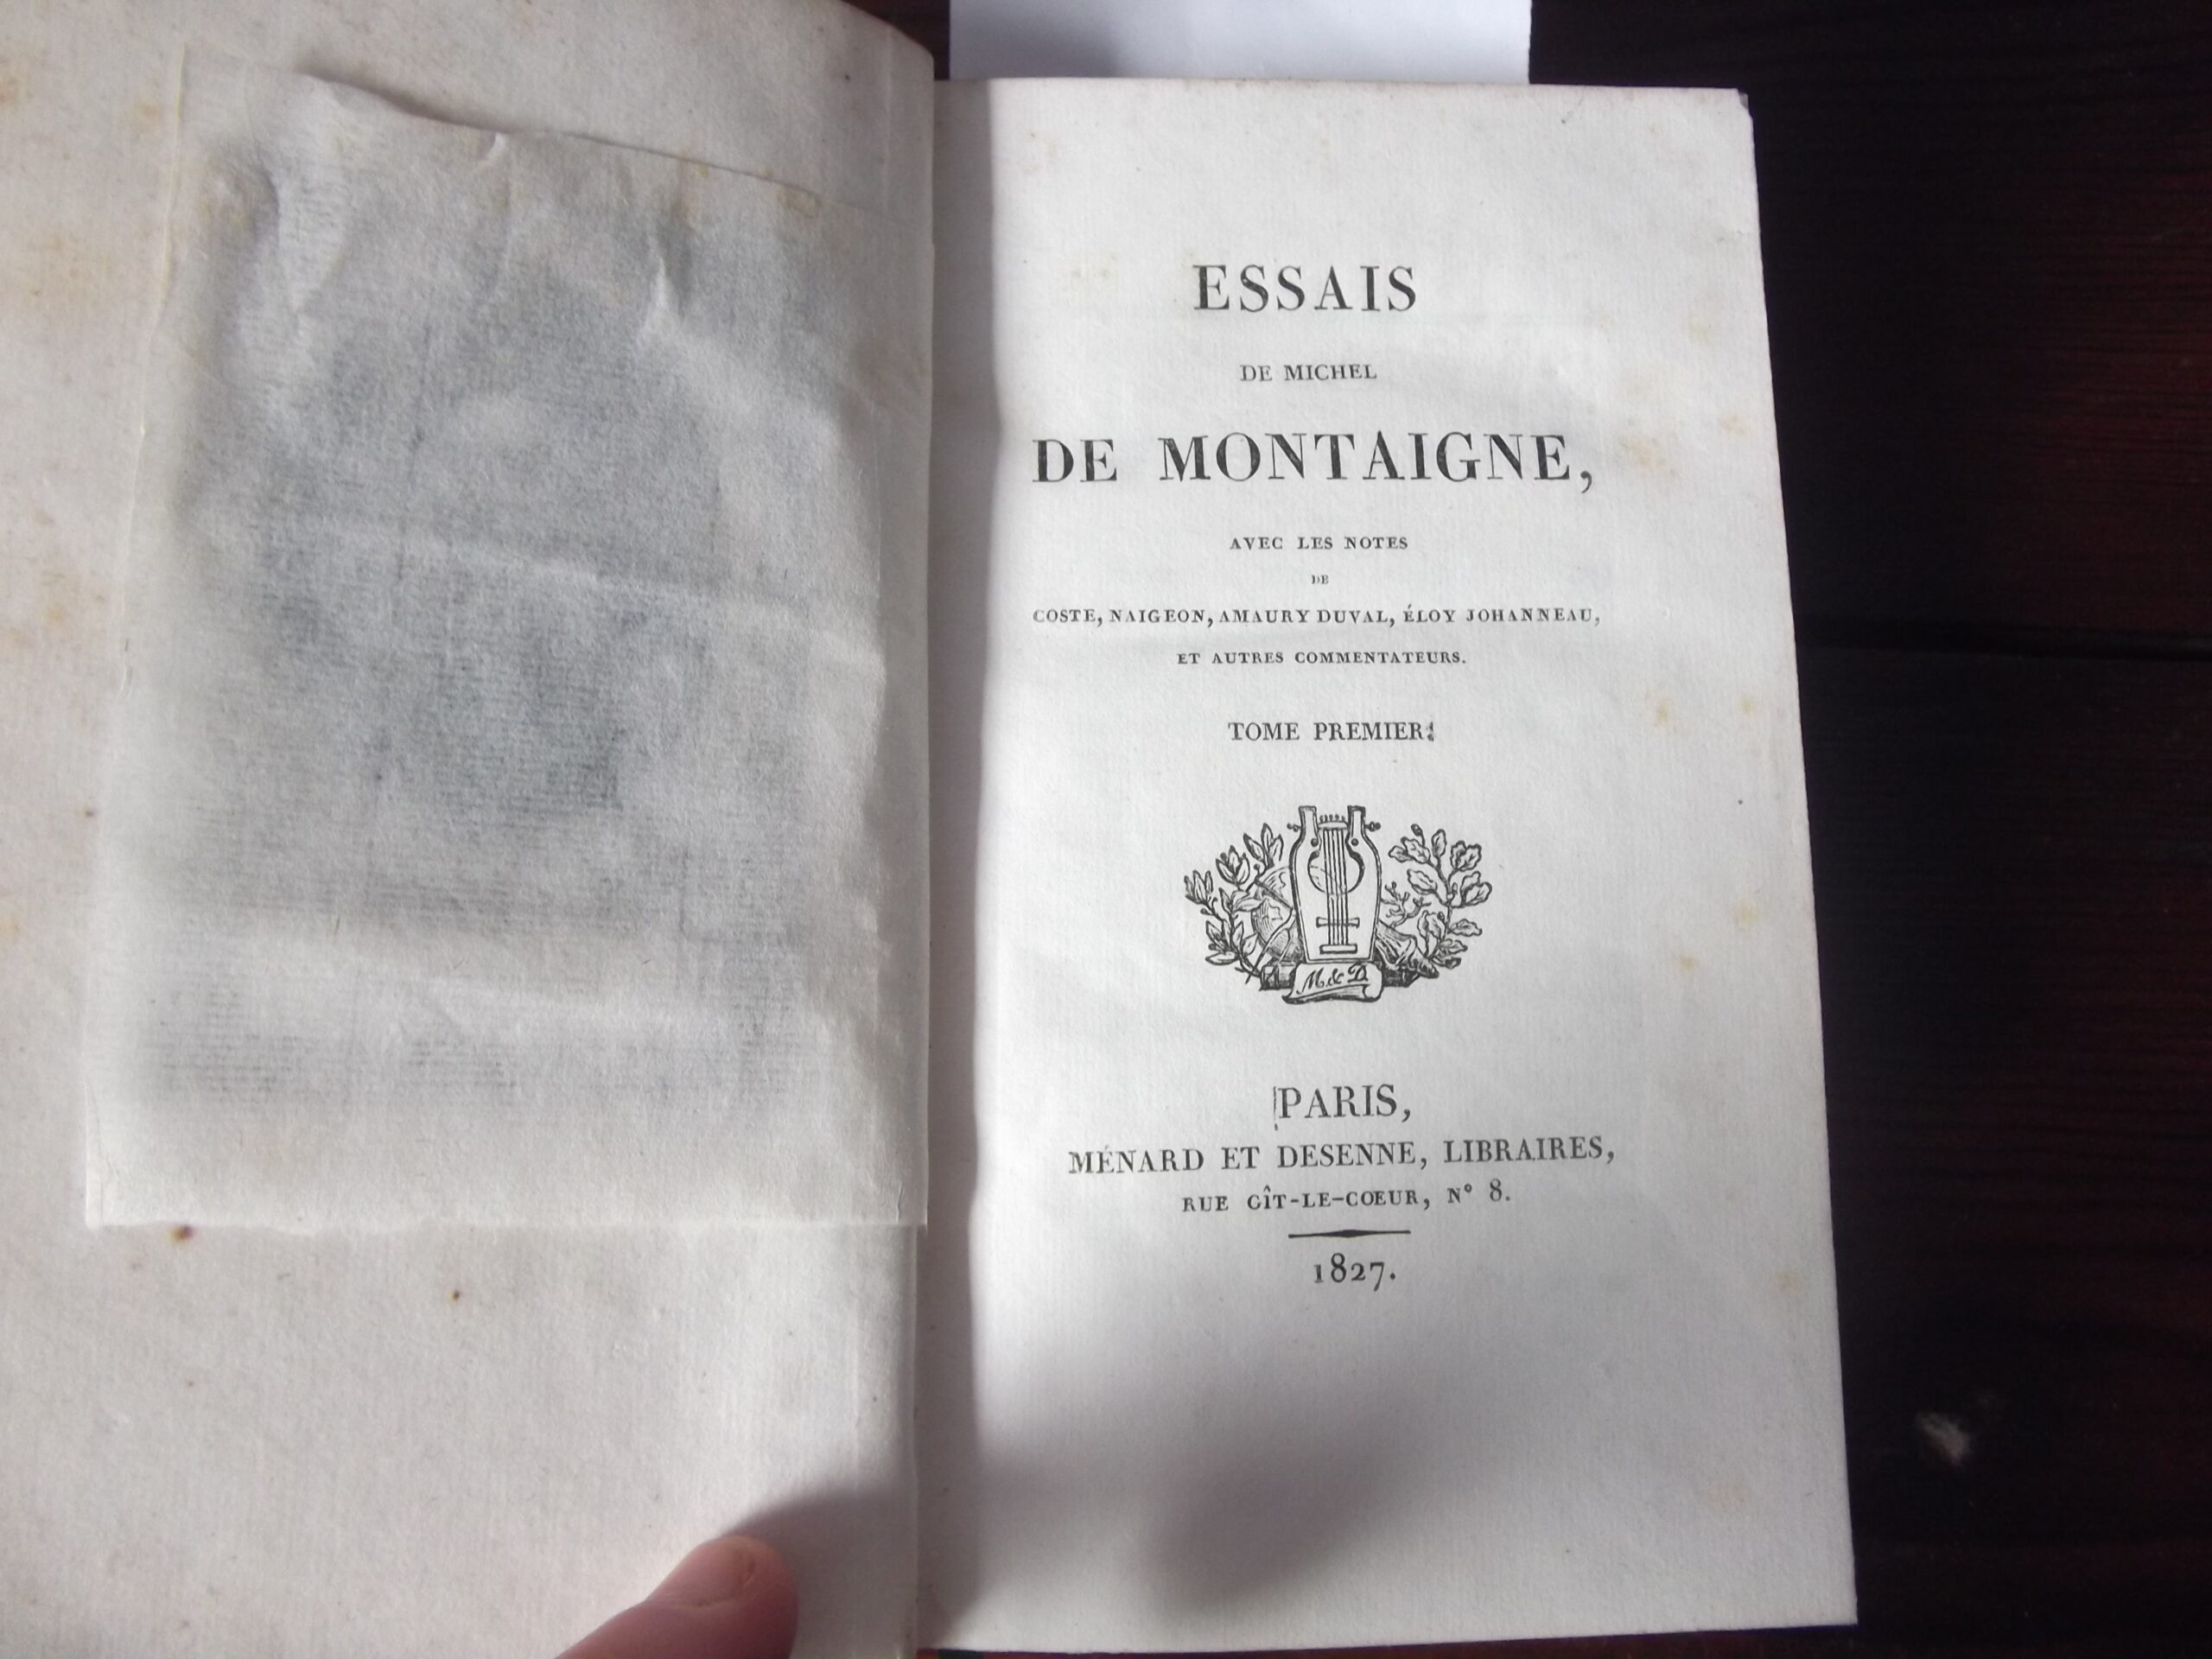 ESSAIS
DE MICHEL
DE MONTAIGNE,
AVEC LES NOTES
DE
COSTE, NAIGEON, AMAURY DUVAL, ÉLOY JOHANNEAU,
ET AUTRES COMMENTATEURS.
TOME PREMIER.
M. & D.
PARIS,
MÉNARD ET DESENNE, LIBRAIRES,
RUE GÎT-LE-COEUR, N° 8.
1827.